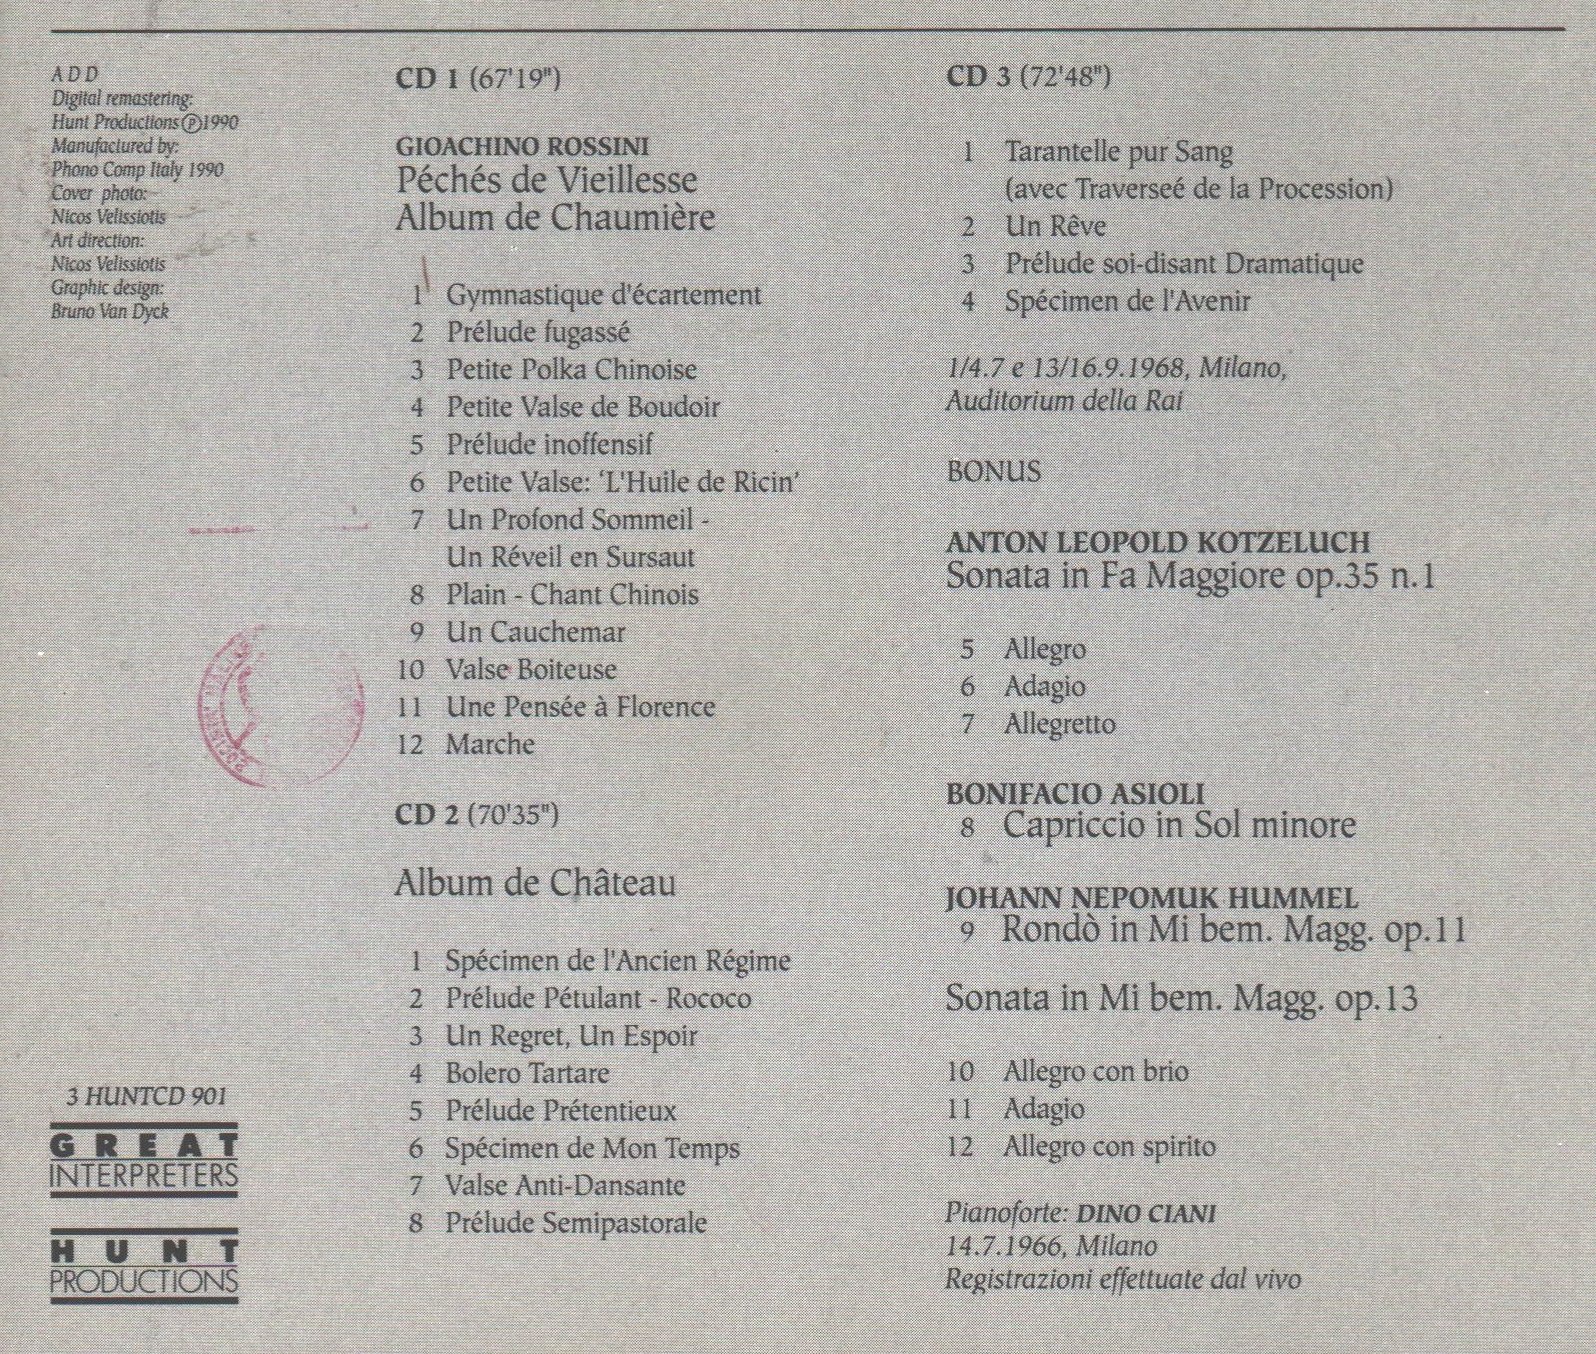 A D D
Digital remastering:
Hunt Productions Ⓟ1990
Manufactured by:
Phono Comp Italy 1990
Cover photo:
Nicos Velissiotis
Art direction:
Nicos Velissiotis
Graphic design:
Bruno Van Dyck
3 HUNTCD 901
GREAT
INTERPRETERS
HUNT
PRODUCTIONS
CD 1 (67'19")
GIOACHINO ROSSINI
Péchés de Vieillesse
Album de Chaumière
1 Gymnastique d'écartement
2 Prélude fugassé
3 Petite Polka Chinoise
4 Petite Valse de Boudoir
5 Prélude inoffensif
6 Petite Valse: ‘L'Huile de Ricin’
7 Un Profond Sommeil -
Un Réveil en Sursaut
8 Plain - Chant Chinois
9 Un Cauchemar
10 Valse Boiteuse
11 Une Pensée à Florence
12 Marche
CD 2 (70'35")
Album de Château
1 Spécimen de l'Ancien Régime
2 Prélude Pétulant - Rococo
3 Un Regret, Un Espoir
4 Bolero Tartare
5 Prélude Prétentieux
6 Spécimen de Mon Temps
7 Valse Anti-Dansante
8 Prélude Semipastorale
CD 3 (72'48")
1 Tarantelle pur Sang
(avec Traverseé de la Procession)
2 Un Rêve
3 Prélude soi-disant Dramatique
4 Spécimen de l'Avenir
1/4.7 e 13/16.9.1968, Milano,
Auditorium della Rai
BONUS
ANTON LEOPOLD KOTZELUCH
Sonata in Fa Maggiore op.35 n.1
5 Allegro
6 Adagio
7 Allegretto
BONIFACIO ASIOLI
8 Capriccio in Sol minore
JOHANN NEPOMUK HUMMEL
9 Rondò in Mi bem. Magg. op.11
Sonata in Mi bem. Magg. op.13
10 Allegro con brio
11 Adagio
12 Allegro con spirito
Pianoforte: DINO CIANI
14.7.1966, Milano
Registrazioni effettuate dal vivo